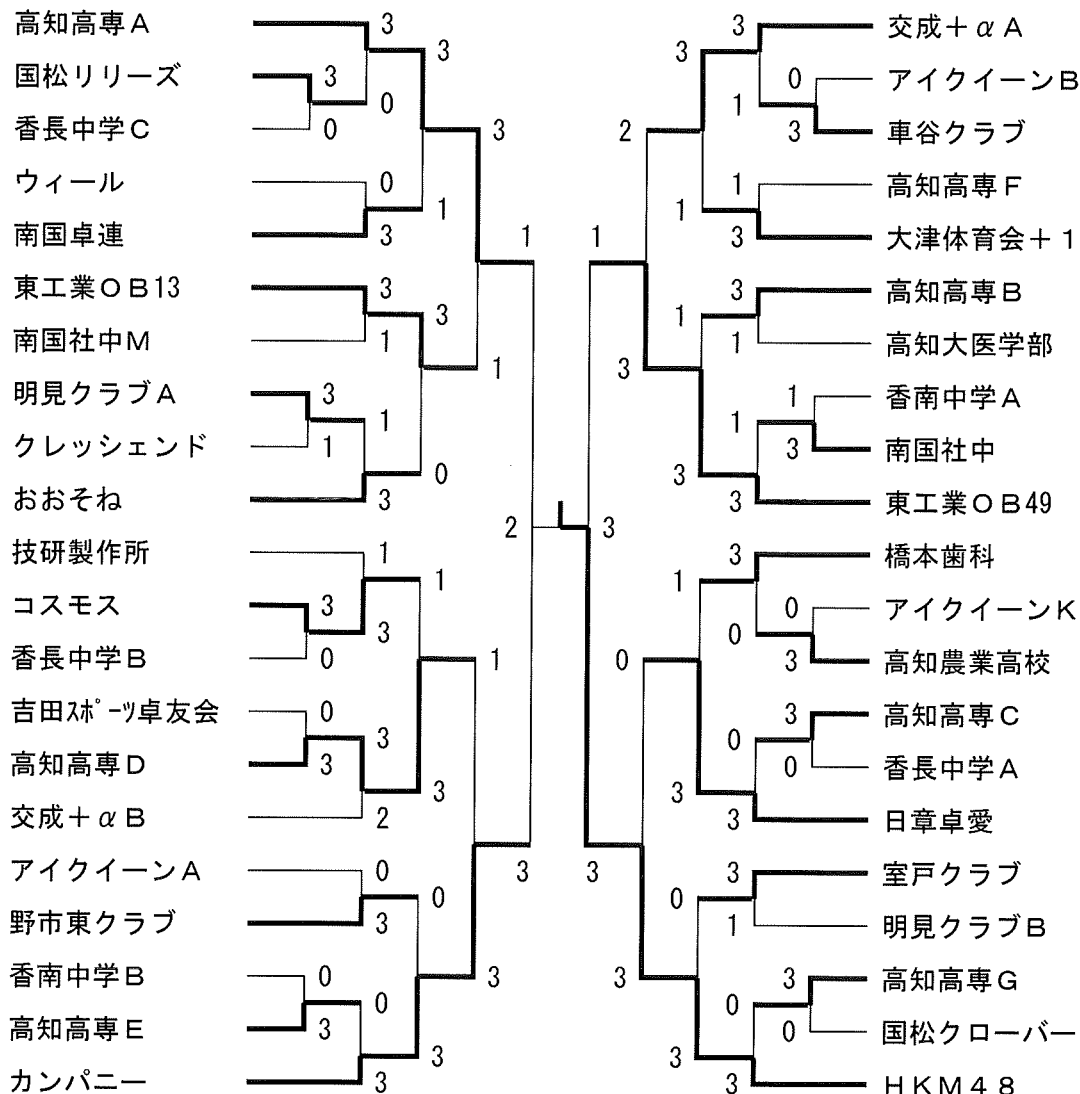 高知高専A
国松リリーズ
香長中学C
ウィール
南国卓連
東工業OB13
南国社中M
明見クラブA
クレッシェンド
おおそね
技研製作所
コスモス
香長中学B
吉田スポーツ卓友会
高知高専D
交成+αB
アイクイーンA
野市東クラブ
香南中学B
高知高専E
カンパニー
3
3
0
0
3
3
1
3
1
3
1
3
0
0
3
2
0
3
0
3
3
0
1
3
3
0
3
1
3
0
1
3
0
3
3
1
1
3
1
3
2
1
3
3
2
3
1
0
3
3
1
1
3
3
1
1
1
3
3
1
3
1
0
3
0
0
3
0
3
3
0
3
3
1
0
3
0
3
交成+αA
アイクイーンB
車谷クラブ
高知高専F
大津体育会+1
高知高専B
高知大医学部
香南中学A
南国社中
東工業OB49
橋本歯科
アイクイーンK
高知農業高校
高知高専C
香長中学A
日章卓愛
室戸クラブ
明見クラブB
高知高専G
国松クローバー
HKM48